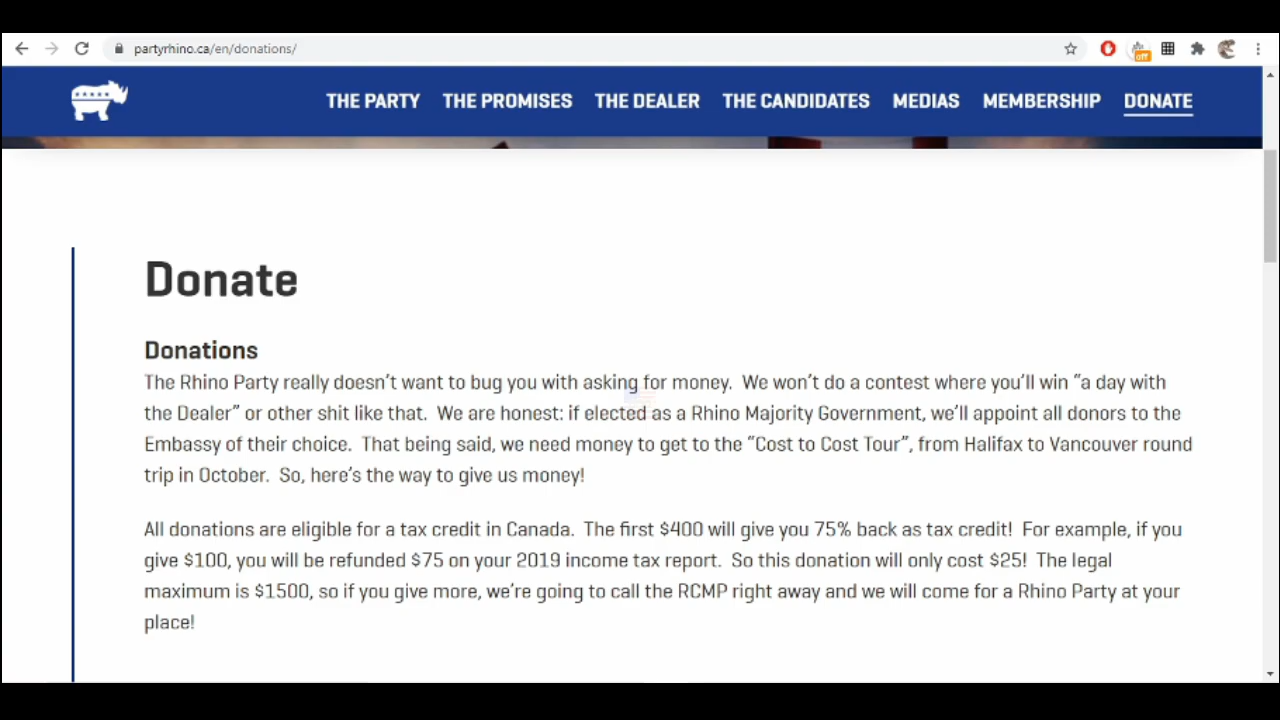 partyrhino.ca/en/donations/
off
THE PARTY THE PROMISES THE DEALER THE CANDIDATES MEDIAS MEMBERSHIP DONATE
Donate
Donations
The Rhino Party really doesn't want to bug you with asking for money. We won't do a contest where you'll win “a day with
the Dealer” or other shit like that. We are honest: if elected as a Rhino Majority Government, we'll appoint all donors to the
Embassy of their choice. That being said, we need money to get to the “Cost to Cost Tour”, from Halifax to Vancouver round
trip in October. So, here's the way to give us money!
All donations are eligible for a tax credit in Canada. The first $400 will give you 75% back as tax credit! For example, if you
give $100, you will be refunded $75 on your 2019 income tax report. So this donation will only cost $25! The legal
maximum is $1500, so if you give more, we're going to call the RCMP right away and we will come for a Rhino Party at your
place!